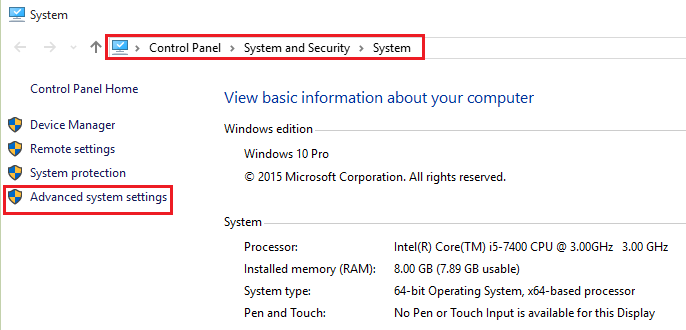 System
Control Panel > System and Security > System
Control Panel Home
Device Manager
Remote settings
System protection
Advanced system settings
View basic information about your computer
Windows edition
Windows 10 Pro
© 2015 Microsoft Corporation. All rights reserved.
System
Processor: Intel(R) Core(TM) i5-7400 CPU @ 3.00GHz 3.00 GHz
Installed memory (RAM): 8.00 GB (7.89 GB usable)
System type: 64-bit Operating System, x64-based processor
Pen and Touch: No Pen or Touch Input is available for this Display